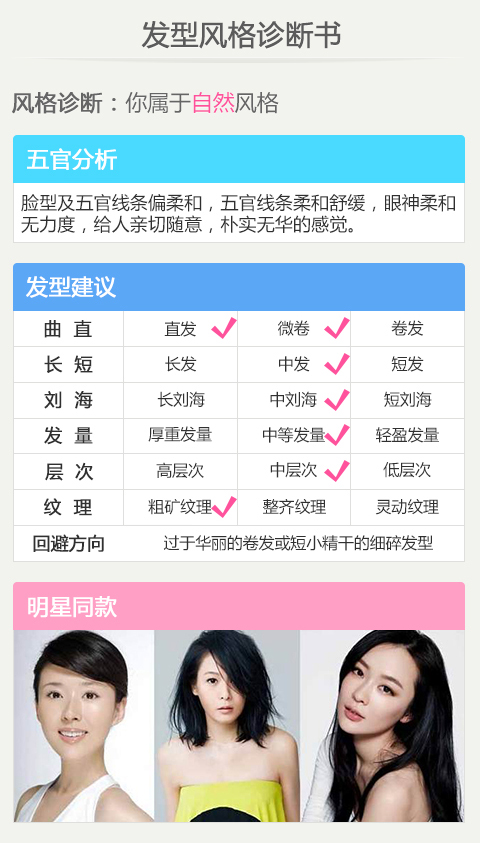 发型风格诊断书
风格诊断：你属于自然风格
五官分析
脸型及五官线条偏柔和，五官线条柔和舒缓，眼神柔和
无力度，给人亲切随意，朴实无华的感觉。
发型建议
曲 直 直发 微卷 卷发
长 短 长发 中发 短发
刘 海 长刘海 中刘海 短刘海
发 量 厚重发量 中等发量 轻盈发量
层 次 高层次 中层次 低层次
纹 理 粗矿纹理 整齐纹理 灵动纹理
回避方向 过于华丽的卷发或短小精干的细碎发型
明星同款